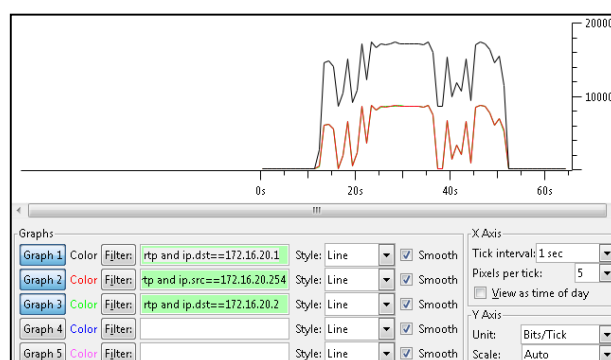 20000
10000
0s 20s 40s 60s
Graphs
Graph 1 Color Filter: rtp and ip.dst==172.16.20.1 Style: Line Smooth
Graph 2 Color Filter: tp and ip.src==172.16.20.254 Style: Line Smooth
Graph 3 Color Filter: rtp and ip.dst==172.16.20.2 Style: Line Smooth
Graph 4 Color Filter: Style: Line Smooth
Graph 5 Color Filter: Style: Line Smooth
X Axis
Tick interval: 1 sec
Pixels per tick: 5
View as time of day
Y Axis
Unit: Bits/Tick
Scale: Auto